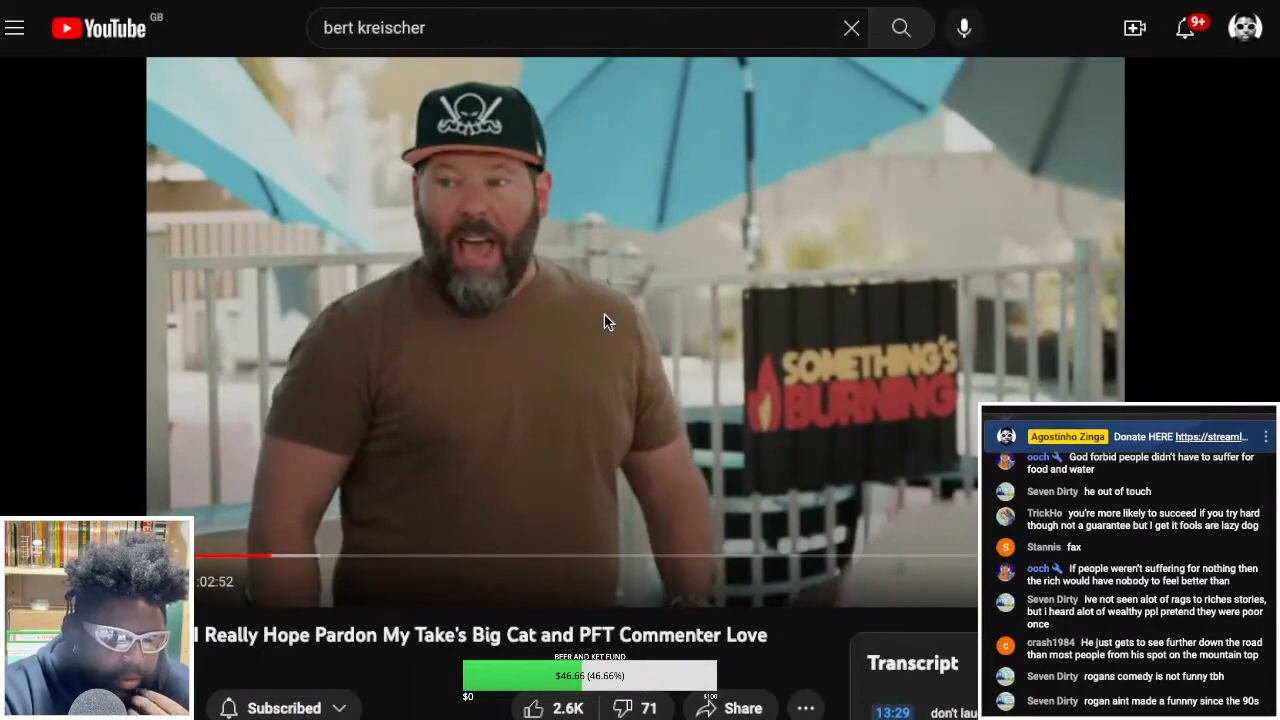 YouTube
GB
bert kreischer
9+
SOMETHING'S
BURNING
:02:52
I Really Hope Pardon My Take's Big Cat and PFT Commenter Love
BEER AND KET FUND
$46.66 (46.66%)
$0
$100
Subscribed
2.6K
71
Share
Transcript
13:29
don't lau
Agostinho Zinga Donate HERE https://streaml...
ooch God forbid people didn't have to suffer for
food and water
Seven Dirty he out of touch
TrickHo you're more likely to succeed if you try hard
though not a guarantee but I get it fools are lazy dog
S
Stannis fax
ooch If people weren't suffering for nothing then
the rich would have nobody to feel better than
Seven Dirty Ive not seen alot of rags to riches stories,
but i heard alot of wealthy ppl pretend they were poor
once
c
crash1984 He just gets to see further down the road
than most people from his spot on the mountain top
Seven Dirty rogans comedy is not funny tbh
Seven Dirty rogan aint made a funnny since the 90s